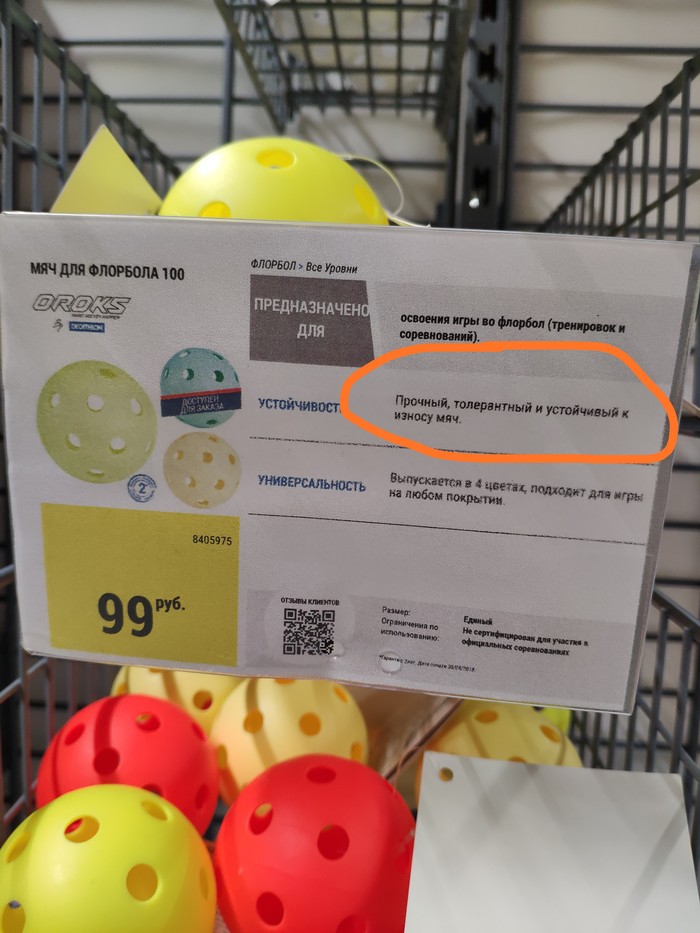 МЯЧ ДЛЯ ФЛОРБОЛА 100
OROKS
DECATHLON
ДОСТУПЕН
ДЛЯ ЗАКАЗА
2
8405975
99 руб.
ФЛОРБОЛ > Все Уровни
ПРЕДНАЗНАЧЕНО
ДЛЯ
освоения игры во флорбол (тренировок и
соревнований).
УСТОЙЧИВОСТ
Прочный, толерантный и устойчивый к
износу мяч.
УНИВЕРСАЛЬНОСТЬ
Выпускается в 4 цветах, подходит для игры
на любом покрытии.
ОТЗЫВЫ КЛИЕНТОВ
Размер:
Единый
Ограничения по
использованию:
Не сертифицирован для участия в
официальных соревнованиях